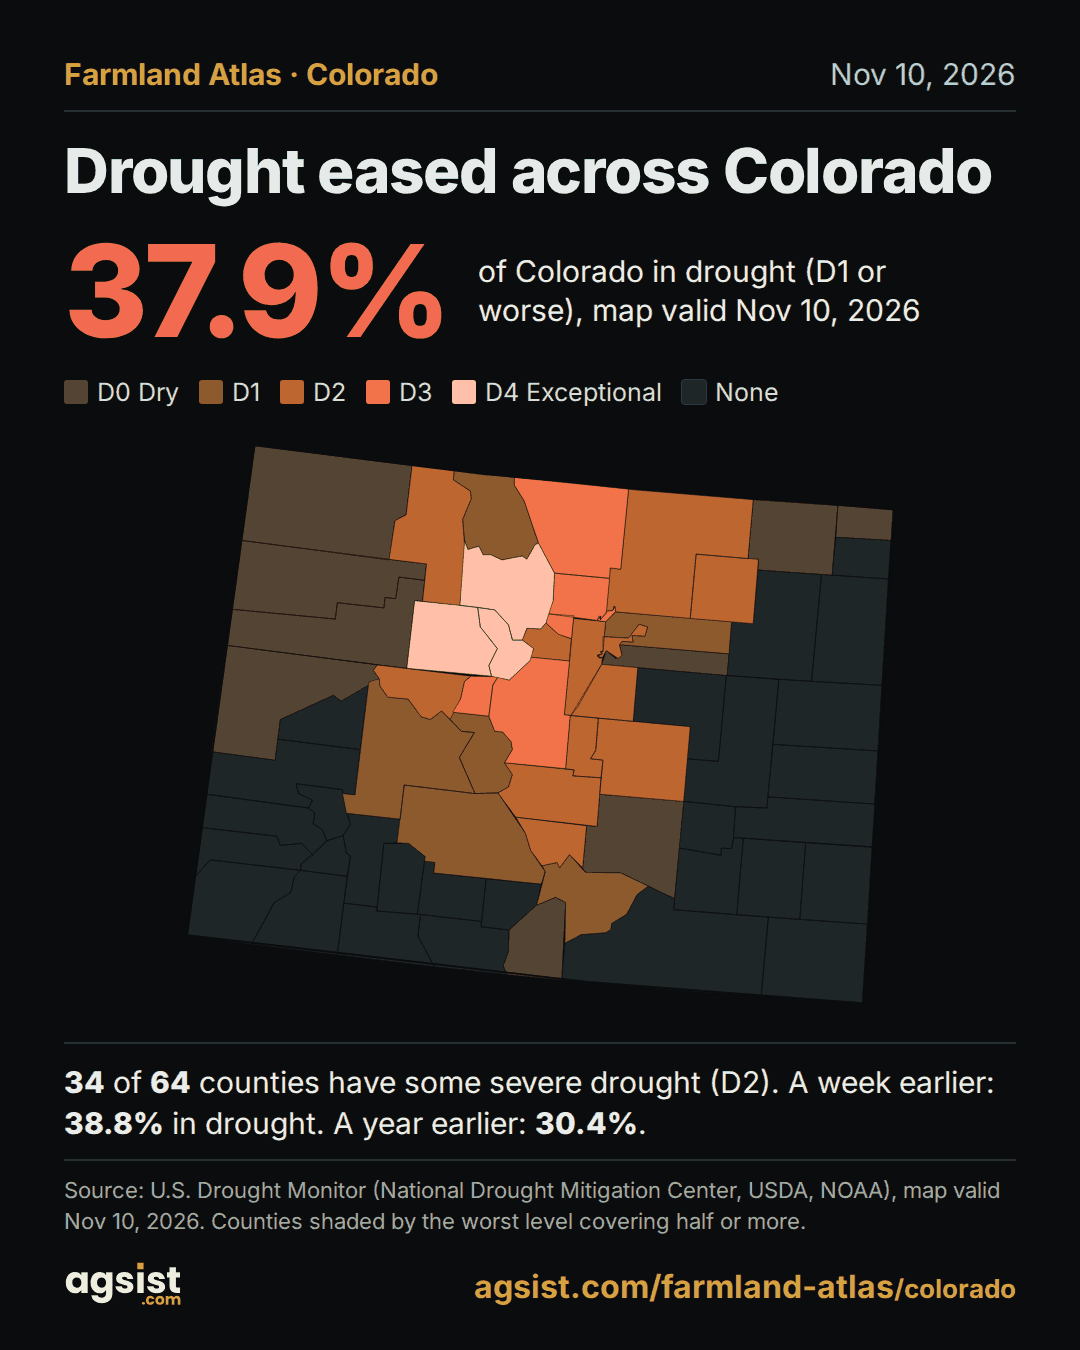 Farmland Atlas · Colorado
Nov 10, 2026
Drought eased across Colorado
37.9%
of Colorado in drought (D1 or
worse), map valid Nov 10, 2026
D0 Dry D1 D2 D3 D4 Exceptional None
34 of 64 counties have some severe drought (D2). A week earlier:
38.8% in drought. A year earlier: 30.4%.
Source: U.S. Drought Monitor (National Drought Mitigation Center, USDA, NOAA), map valid
Nov 10, 2026. Counties shaded by the worst level covering half or more.
agsist
.com
agsist.com/farmland-atlas/colorado